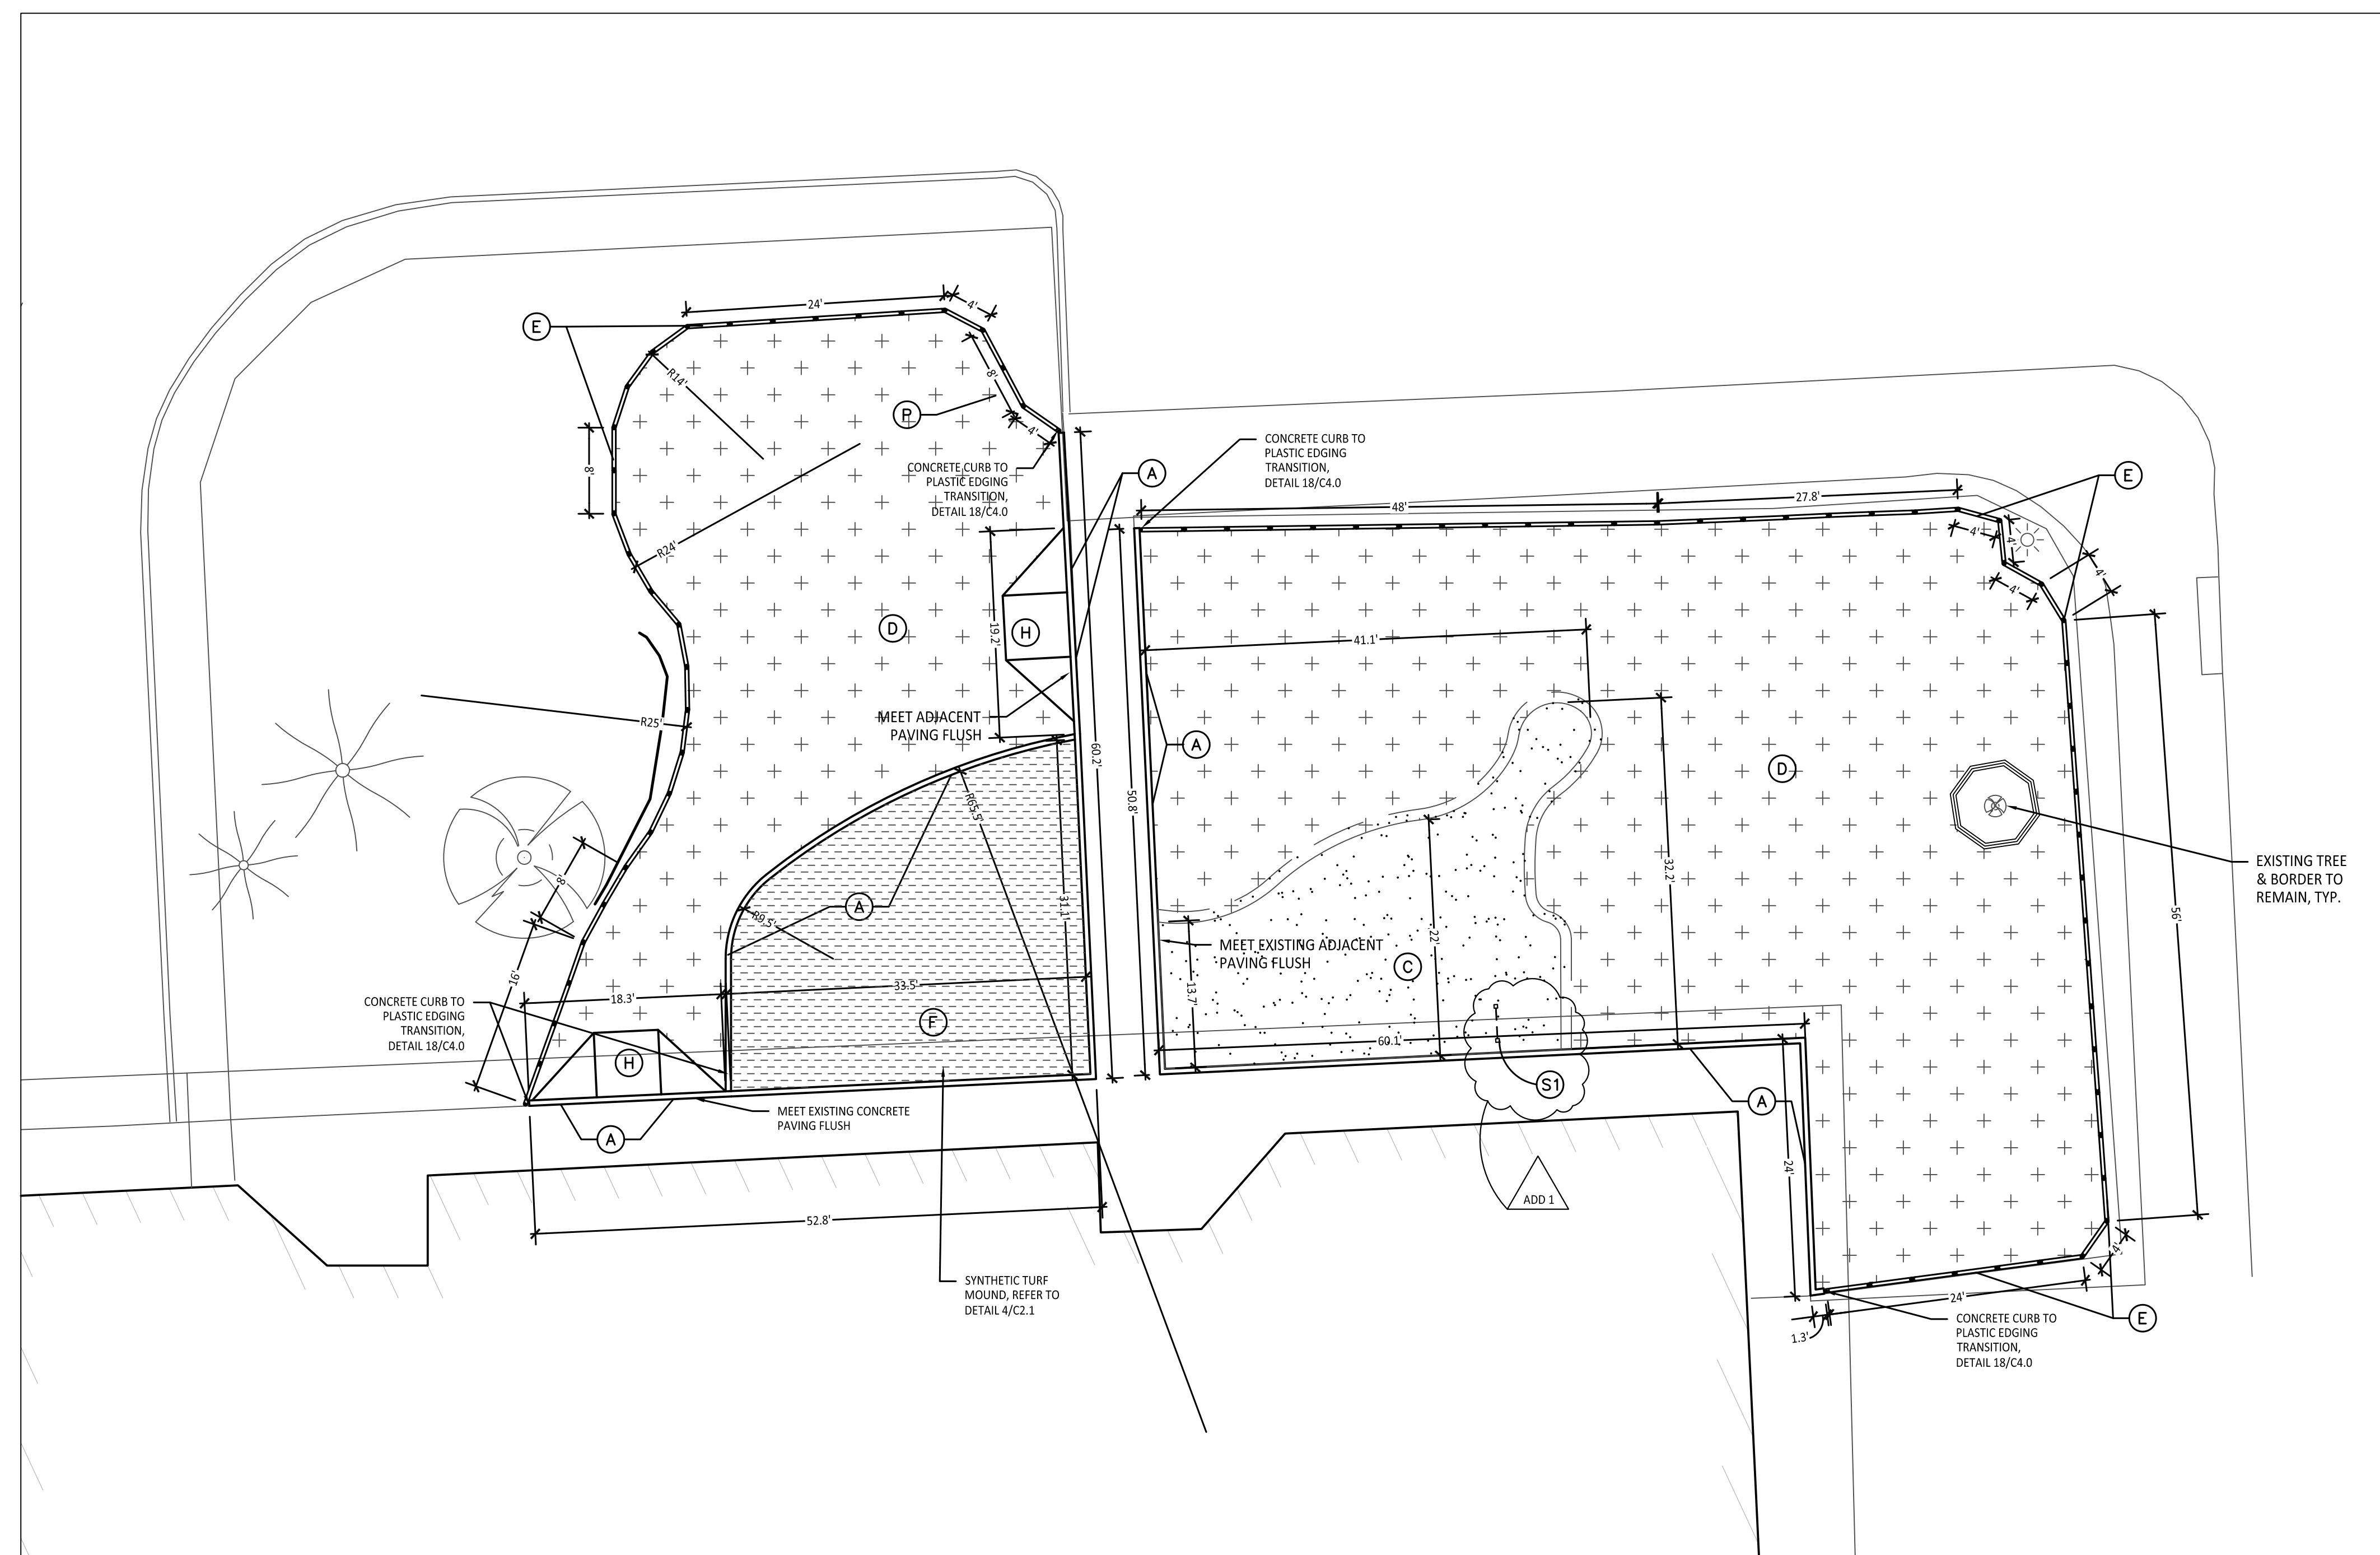 24'
4'
E
R14'
8'
P
4'
CONCRETE CURB TO
PLASTIC EDGING
TRANSITION,
DETAIL 18/C4.0
8'
R24'
A
CONCRETE CURB TO
PLASTIC EDGING
TRANSITION,
DETAIL 18/C4.0
48'
27.8'
E
4'
4'
4'
4'
D
H
19.2'
41.1'
R25'
MEET ADJACENT
PAVING FLUSH
60.2'
50.8'
A
D
R65.5'
32.2'
EXISTING TREE
& BORDER TO
REMAIN, TYP.
8'
A
R9.5'
31.1'
22'
56'
MEET EXISTING ADJACENT
PAVING FLUSH
C
16'
18.3'
33.5'
13.7'
CONCRETE CURB TO
PLASTIC EDGING
TRANSITION,
DETAIL 18/C4.0
F
60.1'
H
S1
A
MEET EXISTING CONCRETE
PAVING FLUSH
A
24'
ADD 1
52.8'
4'
SYNTHETIC TURF
MOUND, REFER TO
DETAIL 4/C2.1
24'
1.3'
E
CONCRETE CURB TO
PLASTIC EDGING
TRANSITION,
DETAIL 18/C4.0